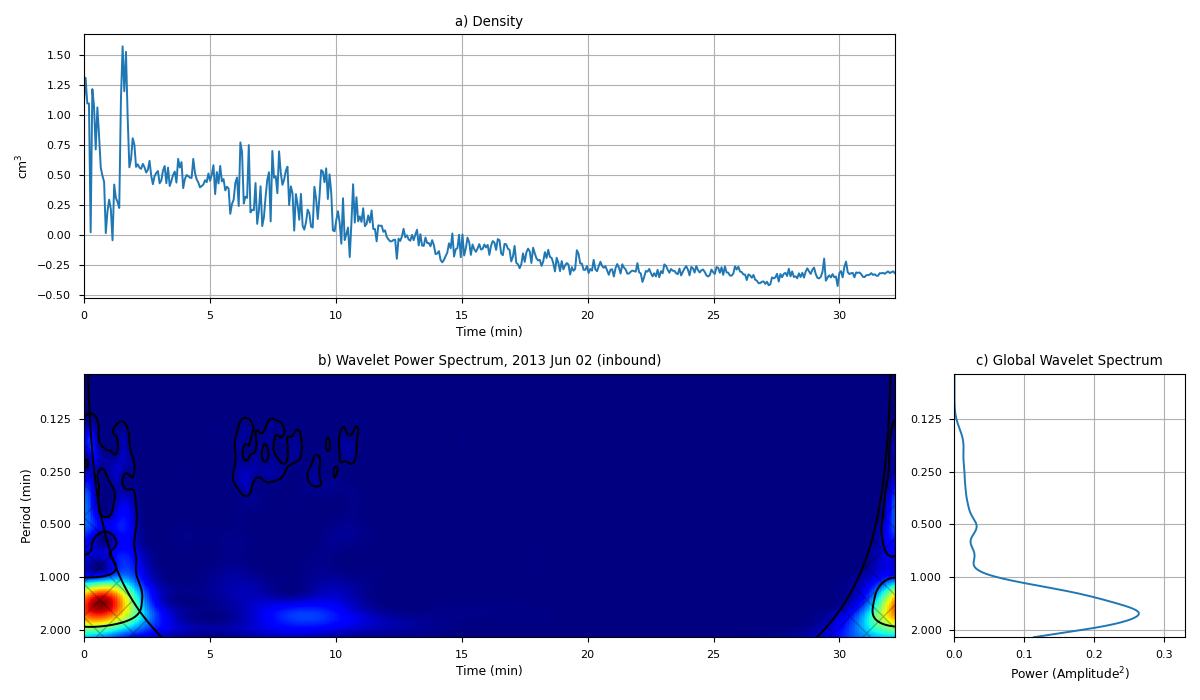 a) Density
cm³
1.50
1.25
1.00
0.75
0.50
0.25
0.00
−0.25
−0.50
0 5 10 15 20 25 30
Time (min)
b) Wavelet Power Spectrum, 2013 Jun 02 (inbound)
Period (min)
0.125
0.250
0.500
1.000
2.000
0 5 10 15 20 25 30
Time (min)
c) Global Wavelet Spectrum
0.125
0.250
0.500
1.000
2.000
0.0 0.1 0.2 0.3
Power (Amplitude²)